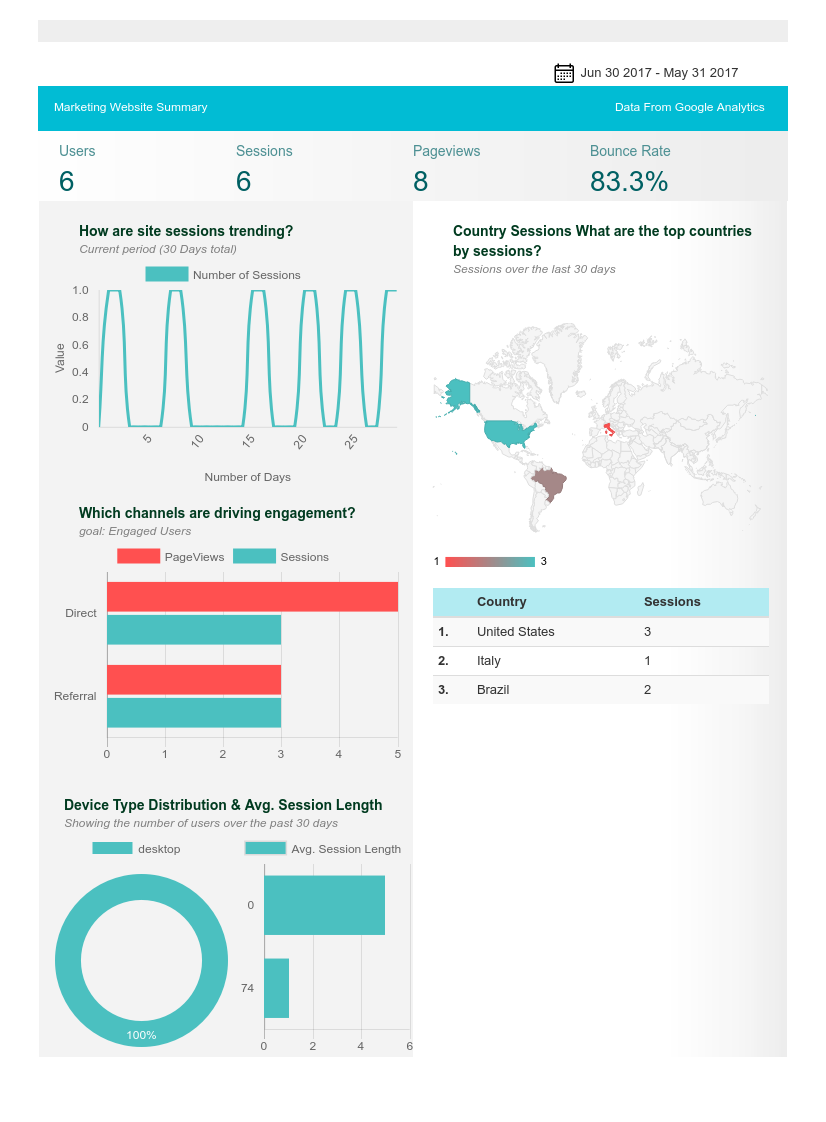 Jun 30 2017 - May 31 2017
Marketing Website Summary
Data From Google Analytics
Users
6
Sessions
6
Pageviews
8
Bounce Rate
83.3%
How are site sessions trending?
Current period (30 Days total)
Number of Sessions
1.0
0.8
0.6
0.4
0.2
0
Value
5
10
15
20
25
Number of Days
Which channels are driving engagement?
goal: Engaged Users
PageViews
Sessions
Direct
Referral
0 1 2 3 4 5
Device Type Distribution & Avg. Session Length
Showing the number of users over the past 30 days
desktop
100%
Avg. Session Length
0
74
0 2 4 6
Country Sessions What are the top countries
by sessions?
Sessions over the last 30 days
1 3
Country Sessions
1. United States 3
2. Italy 1
3. Brazil 2